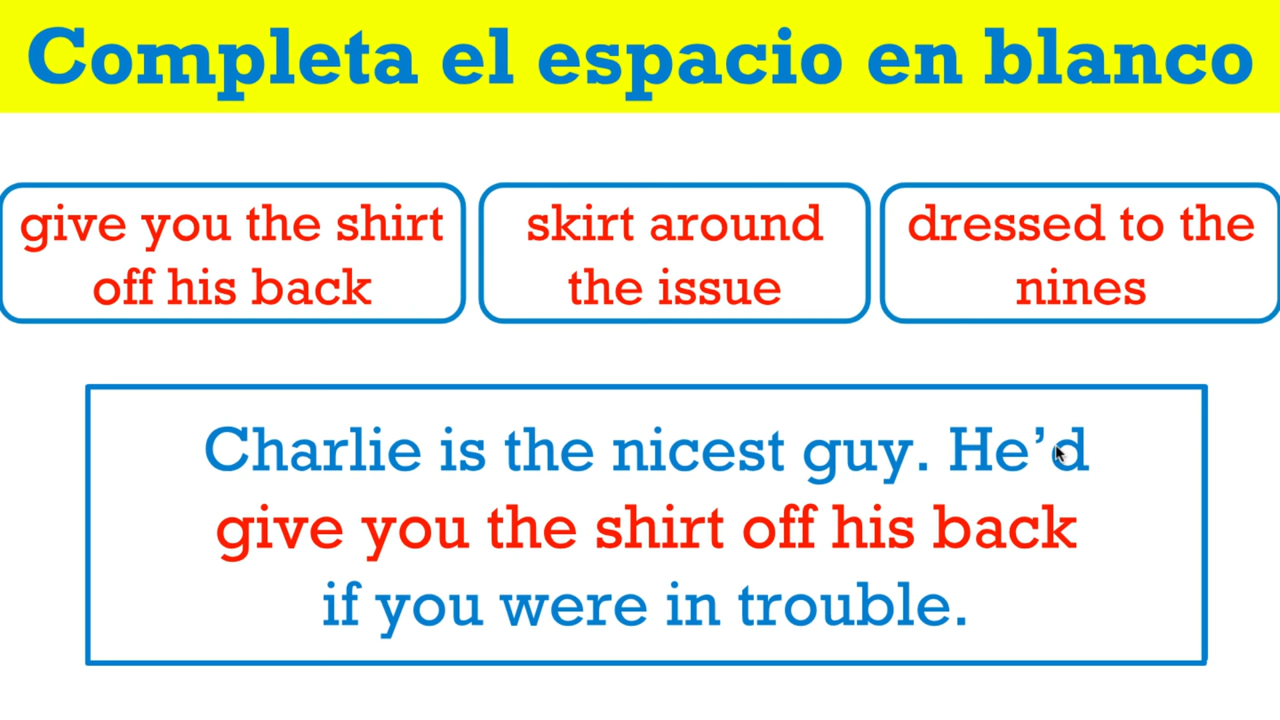 Completa el espacio en blanco
give you the shirt
off his back
skirt around
the issue
dressed to the
nines
Charlie is the nicest guy. He’d
give you the shirt off his back
if you were in trouble.